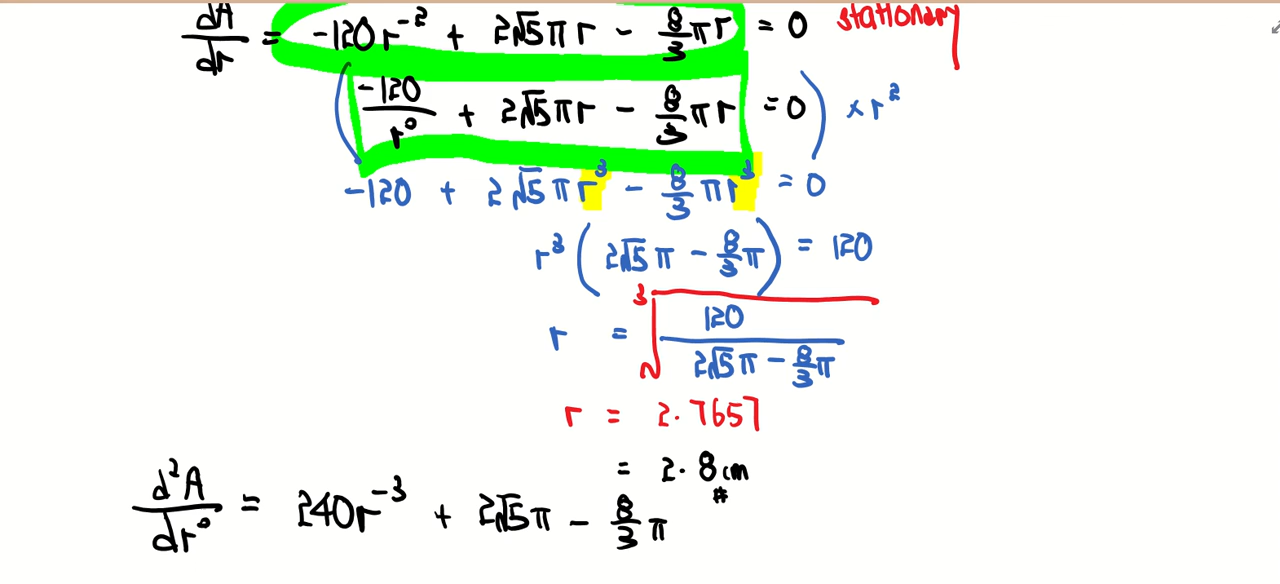 dA/dr = -120r⁻² + 2√5πr - 8/3πr = 0 stationary
(-120/r² + 2√5πr - 8/3πr = 0) × r²
-120 + 2√5πr³ - 8/3πr³ = 0
r³(2√5π - 8/3π) = 120
r = ³√(120/(2√5π - 8/3π))
r = 2.7657
= 2.8cm #
d²A/dr² = 240r⁻³ + 2√5π - 8/3π